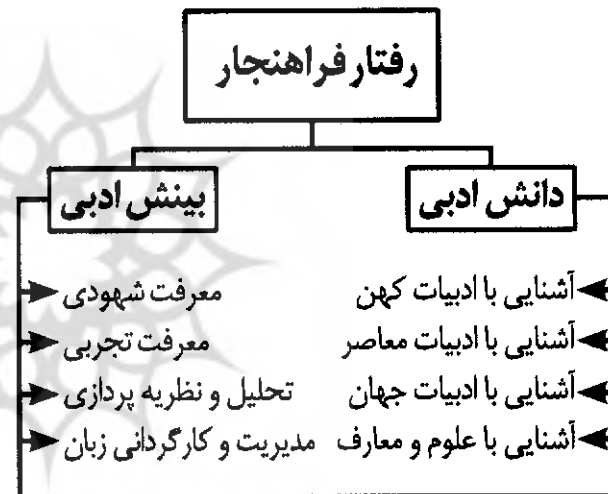 رفتار فراهنجار
دانش ادبی
آشنایی با ادبیات کهن
آشنایی با ادبیات معاصر
آشنایی با ادبیات جهان
آشنایی با علوم و معارف
بینش ادبی
معرفت شهودی
معرفت تجربی
تحلیل و نظریه پردازی
مدیریت و کارگردانی زبان